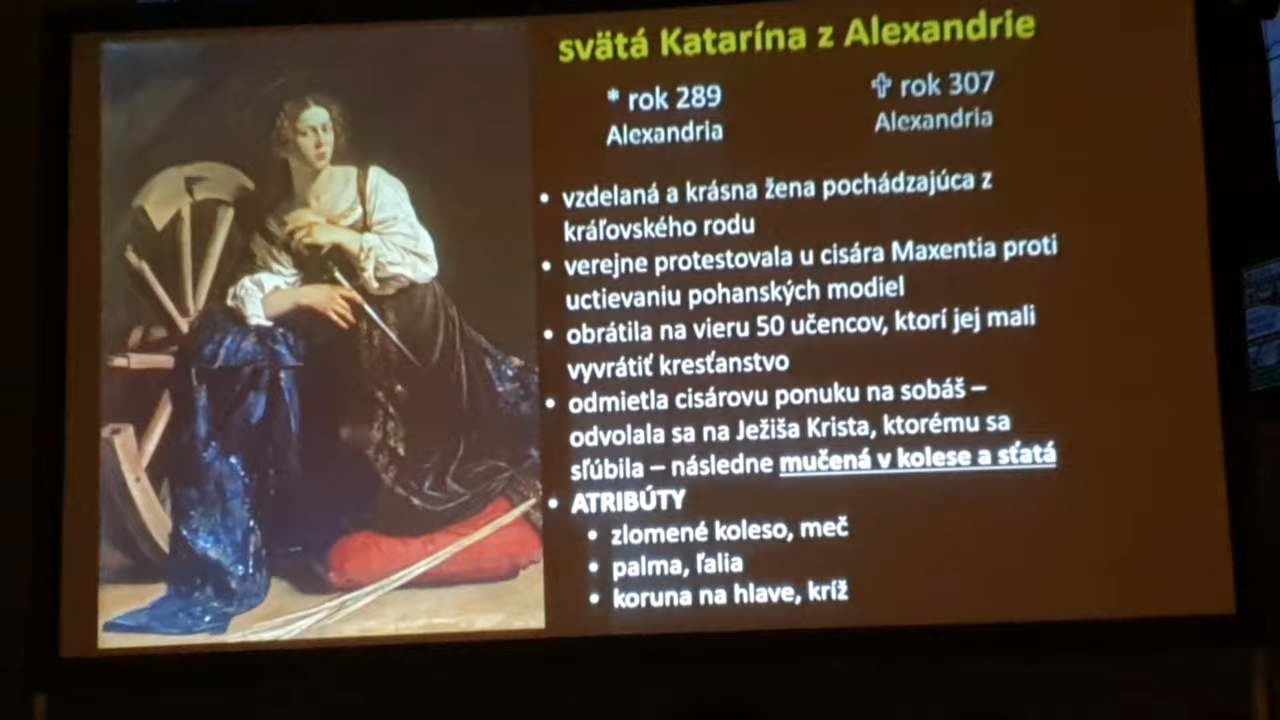 svätá Katarína z Alexandrie
* rok 289
Alexandria
✞ rok 307
Alexandria
• vzdelaná a krásna žena pochádzajúca z
kráľovského rodu
• verejne protestovala u cisára Maxentia proti
uctievaniu pohanských modiel
• obrátila na vieru 50 učencov, ktorí jej mali
vyvrátiť kresťanstvo
• odmietla cisárovu ponuku na sobáš –
odvolala sa na Ježiša Krista, ktorému sa
sľúbila – následne mučená v kolese a sťatá
• ATRIBÚTY
• zlomené koleso, meč
• palma, ľalia
• koruna na hlave, kríž